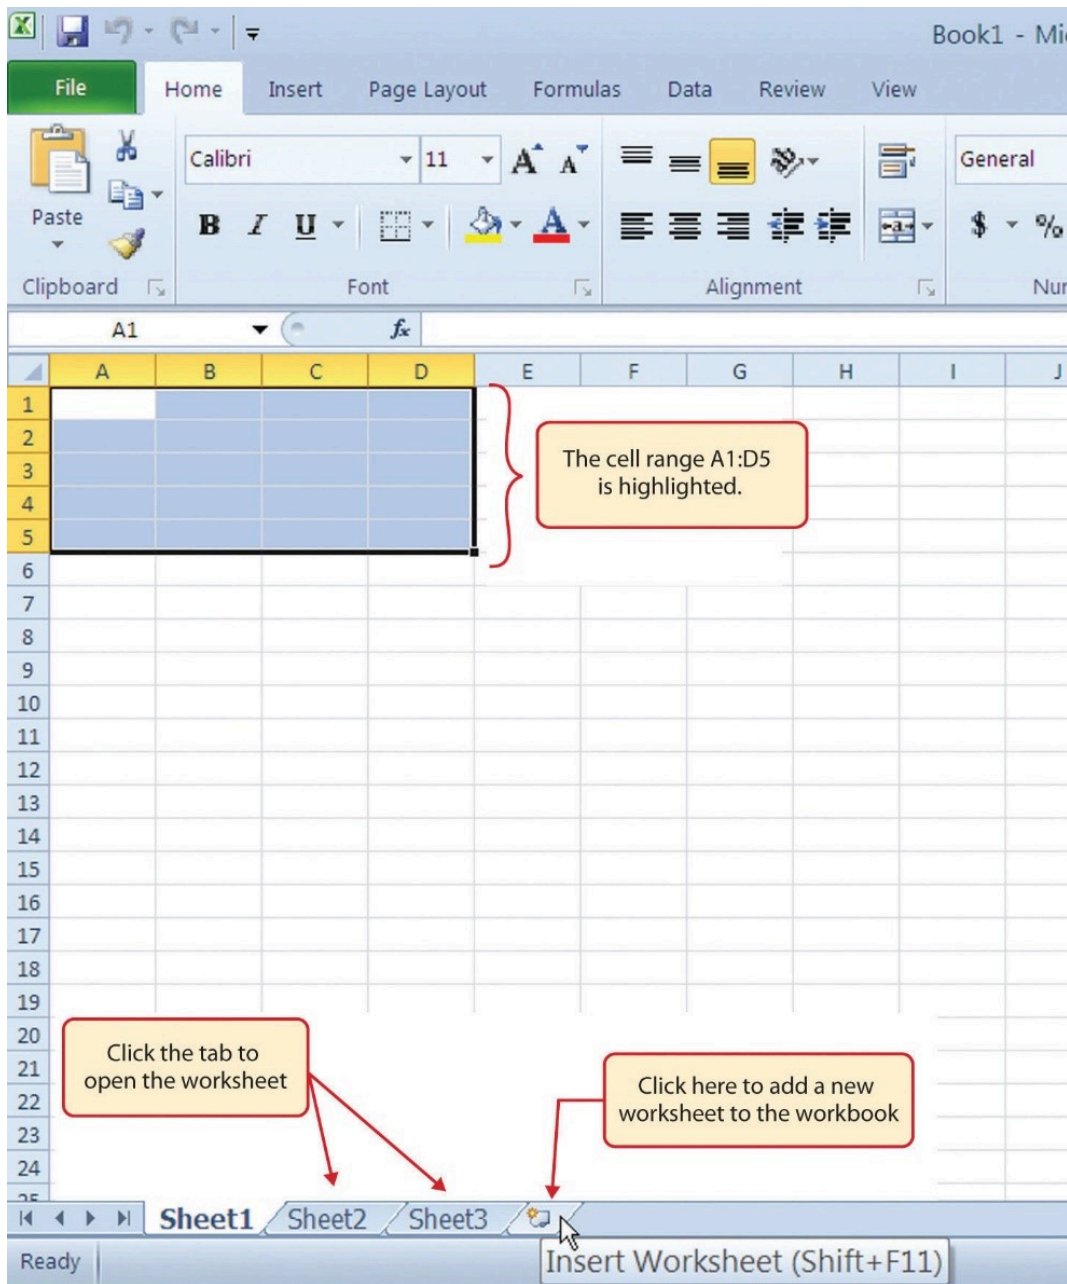 Book1 - Mic
File Home Insert Page Layout Formulas Data Review View
Calibri 11 A A General
Paste B I U A $ %
Clipboard Font Alignment Nur
A1 fx
A B C D E F G H I J
1
2
3
4
5
6
7
8
9
10
11
12
13
14
15
16
17
18
19
20
21
22
23
24
25
The cell range A1:D5
is highlighted.
Click the tab to
open the worksheet
Click here to add a new
worksheet to the workbook
Sheet1 Sheet2 Sheet3
Ready
Insert Worksheet (Shift+F11)